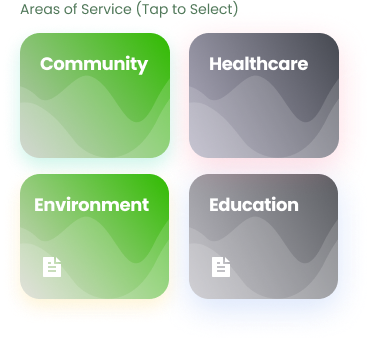 Areas of Service (Tap to Select)
Community
Healthcare
Environment
Education